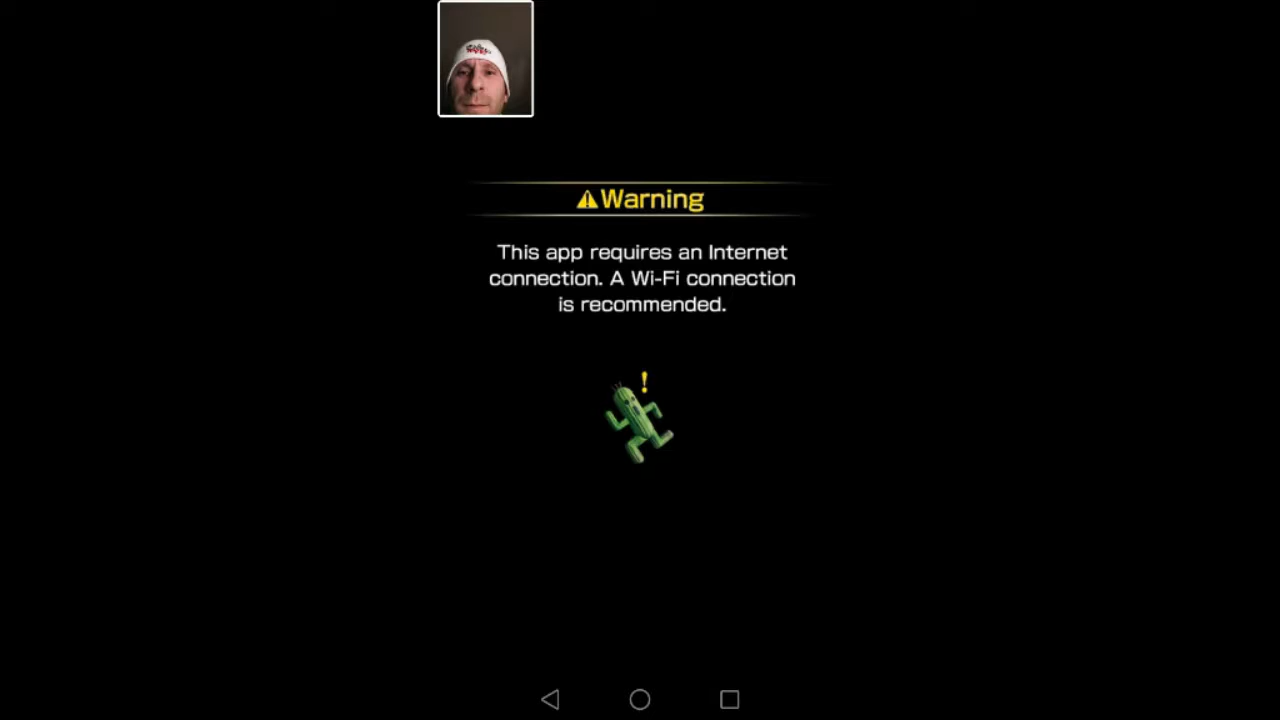 Warning
This app requires an Internet
connection. A Wi-Fi connection
is recommended.
!